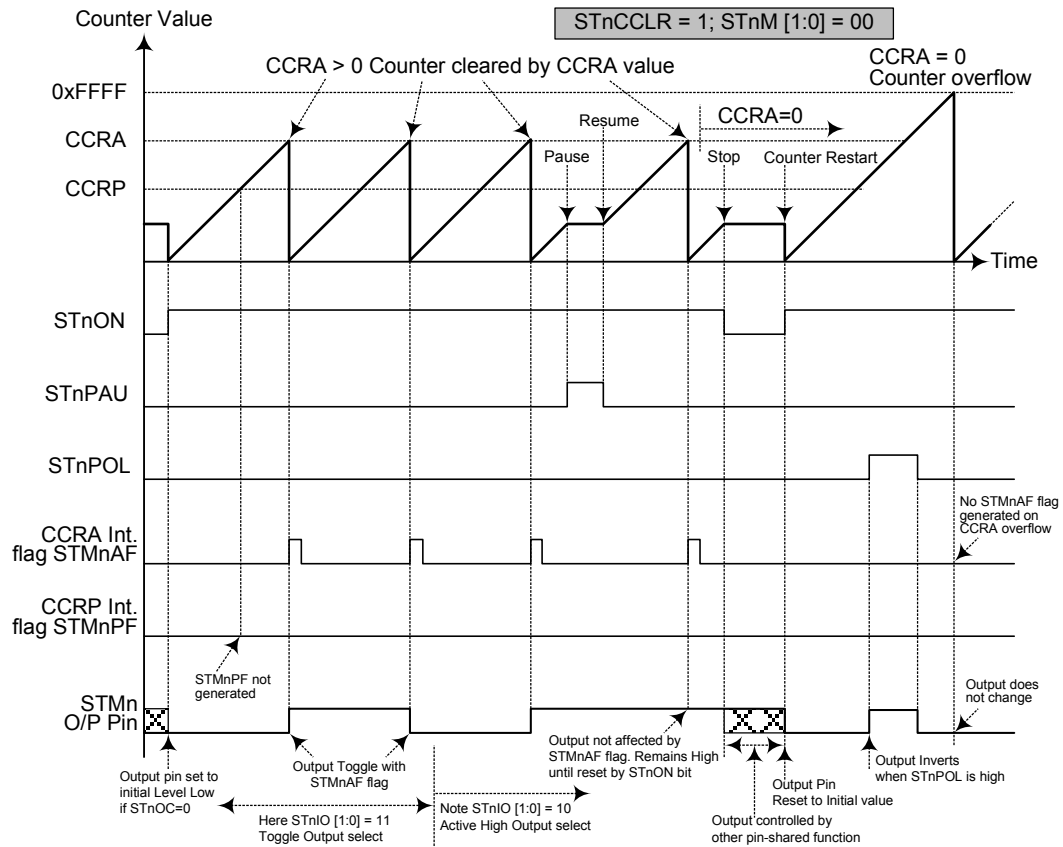 Counter Value
STnCCLR = 1; STnM [1:0] = 00
CCRA > 0 Counter cleared by CCRA value
CCRA = 0
Counter overflow
0xFFFF
CCRA
CCRP
Resume
CCRA=0
Pause
Stop
Counter Restart
Time
STnON
STnPAU
STnPOL
CCRA Int.
flag STMnAF
No STMnAF flag
generated on
CCRA overflow
CCRP Int.
flag STMnPF
STMnPF not
generated
STMn
O/P Pin
Output does
not change
Output pin set to
initial Level Low
if STnOC=0
Output Toggle with
STMnAF flag
Output not affected by
STMnAF flag. Remains High
until reset by STnON bit
Output Inverts
when STnPOL is high
Output Pin
Reset to Initial value
Here STnIO [1:0] = 11
Toggle Output select
Note STnIO [1:0] = 10
Active High Output select
Output controlled by
other pin-shared function